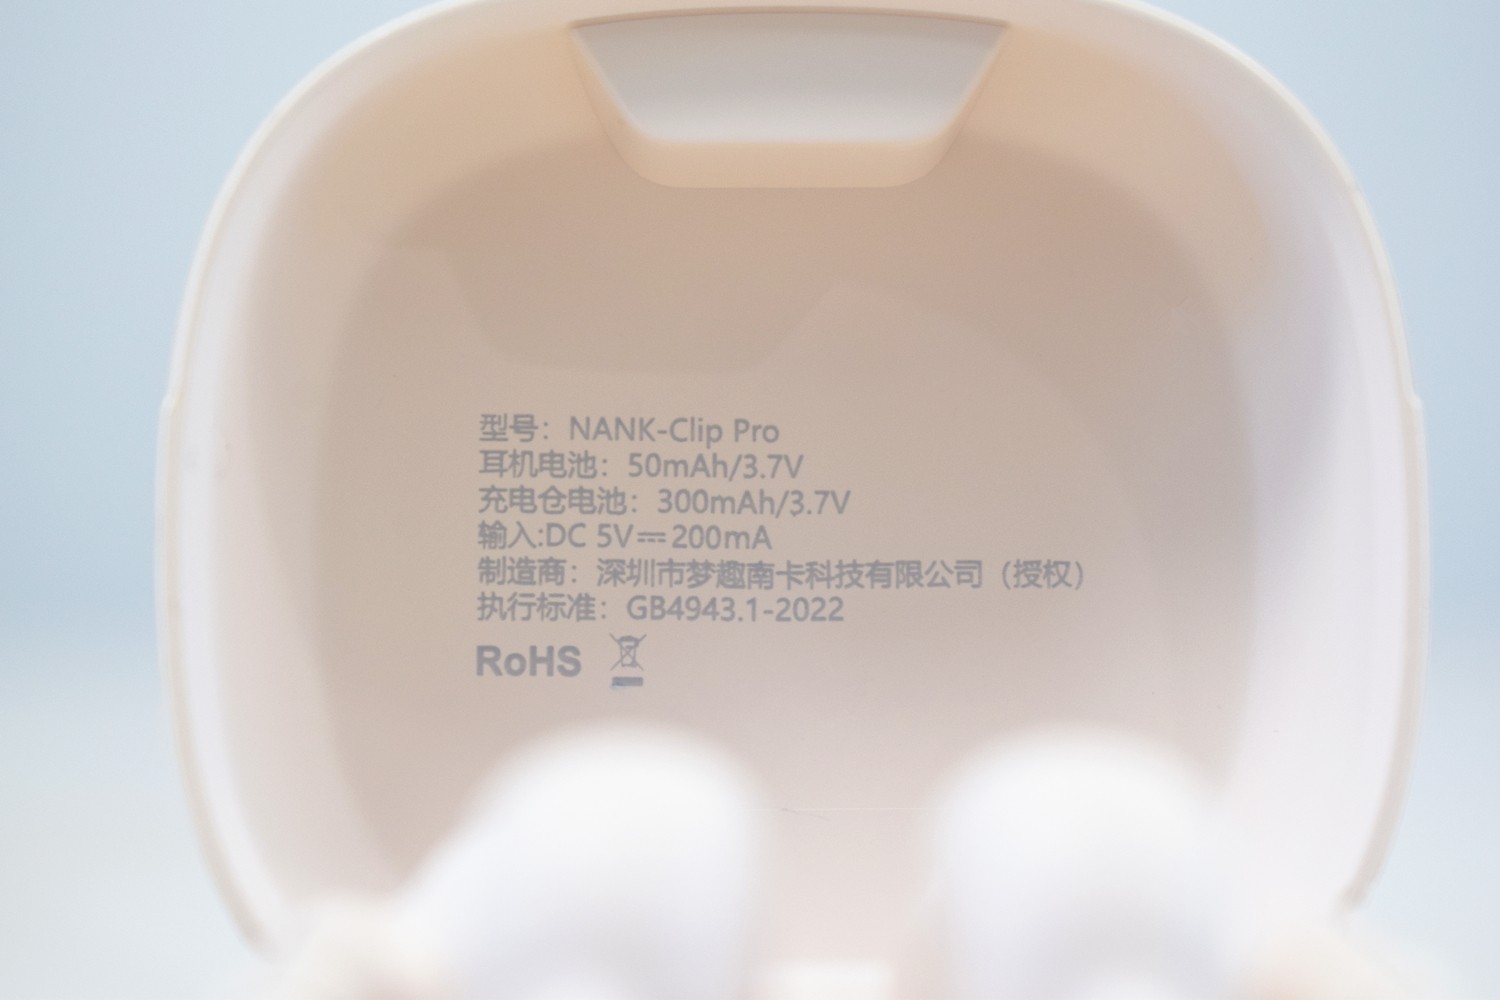 型号：NANK-Clip Pro
耳机电池：50mAh/3.7V
充电仓电池：300mAh/3.7V
输入:DC 5V⎓200mA
制造商：深圳市梦趣南卡科技有限公司（授权）
执行标准：GB4943.1-2022
RoHS